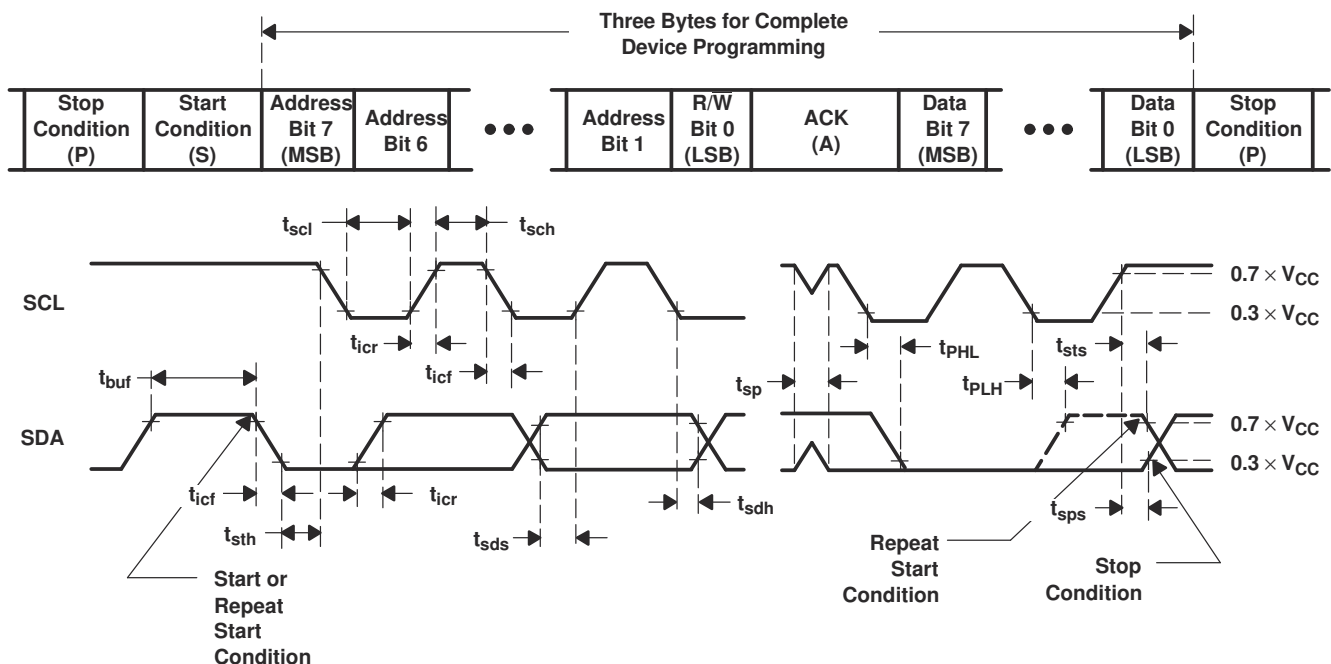 Three Bytes for Complete
Device Programming
Stop
Condition
(P)
Start
Condition
(S)
Address
Bit 7
(MSB)
Address
Bit 6
•••
Address
Bit 1
R/W̅
Bit 0
(LSB)
ACK
(A)
Data
Bit 7
(MSB)
•••
Data
Bit 0
(LSB)
Stop
Condition
(P)
tscl
tsch
SCL
0.7 × VCC
0.3 × VCC
ticr
ticf
tPHL
tsts
tbuf
tsp
tPLH
SDA
0.7 × VCC
0.3 × VCC
ticf
ticr
tsth
tsds
tsdh
tsps
Start or
Repeat
Start
Condition
Repeat
Start
Condition
Stop
Condition